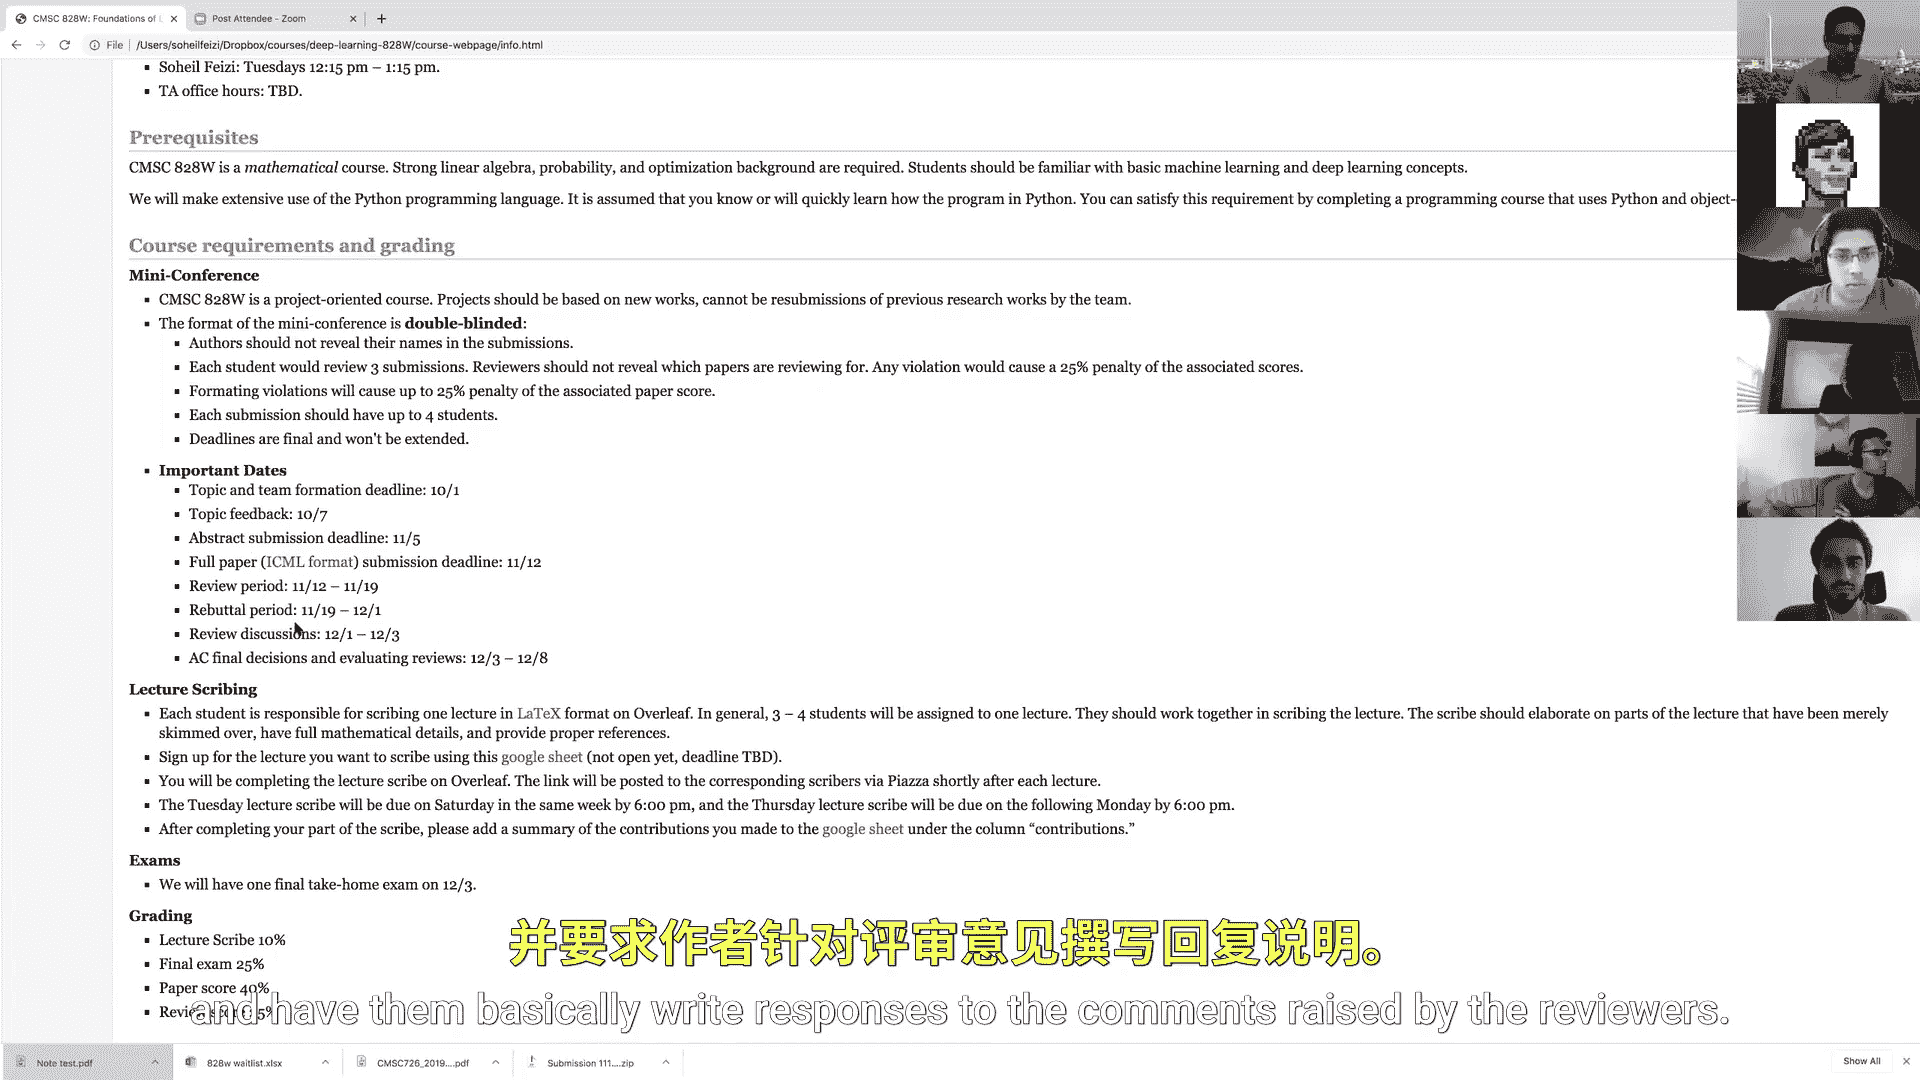 CMSC 828W: Foundations of
Post Attendee - Zoom
File
/Users/soheilfeizi/Dropbox/courses/deep-learning-828W/course-webpage/info.html
Soheil Feizi: Tuesdays 12:15 pm – 1:15 pm.
TA office hours: TBD.
Prerequisites
CMSC 828W is a mathematical course. Strong linear algebra, probability, and optimization background are required. Students should be familiar with basic machine learning and deep learning concepts.
We will make extensive use of the Python programming language. It is assumed that you know or will quickly learn how the program in Python. You can satisfy this requirement by completing a programming course that uses Python and object-
Course requirements and grading
Mini-Conference
CMSC 828W is a project-oriented course. Projects should be based on new works, cannot be resubmissions of previous research works by the team.
The format of the mini-conference is double-blinded:
Authors should not reveal their names in the submissions.
Each student would review 3 submissions. Reviewers should not reveal which papers are reviewing for. Any violation would cause a 25% penalty of the associated scores.
Formating violations will cause up to 25% penalty of the associated paper score.
Each submission should have up to 4 students.
Deadlines are final and won't be extended.
Important Dates
Topic and team formation deadline: 10/1
Topic feedback: 10/7
Abstract submission deadline: 11/5
Full paper (ICML format) submission deadline: 11/12
Review period: 11/12 – 11/19
Rebuttal period: 11/19 – 12/1
Review discussions: 12/1 – 12/3
AC final decisions and evaluating reviews: 12/3 – 12/8
Lecture Scribing
Each student is responsible for scribing one lecture in LaTeX format on Overleaf. In general, 3 – 4 students will be assigned to one lecture. They should work together in scribing the lecture. The scribe should elaborate on parts of the lecture that have been merely
skimmed over, have full mathematical details, and provide proper references.
Sign up for the lecture you want to scribe using this google sheet (not open yet, deadline TBD).
You will be completing the lecture scribe on Overleaf. The link will be posted to the corresponding scribers via Piazza shortly after each lecture.
The Tuesday lecture scribe will be due on Saturday in the same week by 6:00 pm, and the Thursday lecture scribe will be due on the following Monday by 6:00 pm.
After completing your part of the scribe, please add a summary of the contributions you made to the google sheet under the column “contributions.”
Exams
We will have one final take-home exam on 12/3.
Grading
Lecture Scribe 10%
Final exam 25%
Paper score 40%
并要求作者针对评审意见撰写回复说明。
and have them basically write responses to the comments raised by the reviewers.
Note test.pdf
828w waitlist.xlsx
CMSC726_2019....pdf
Submission 111....zip
Show All